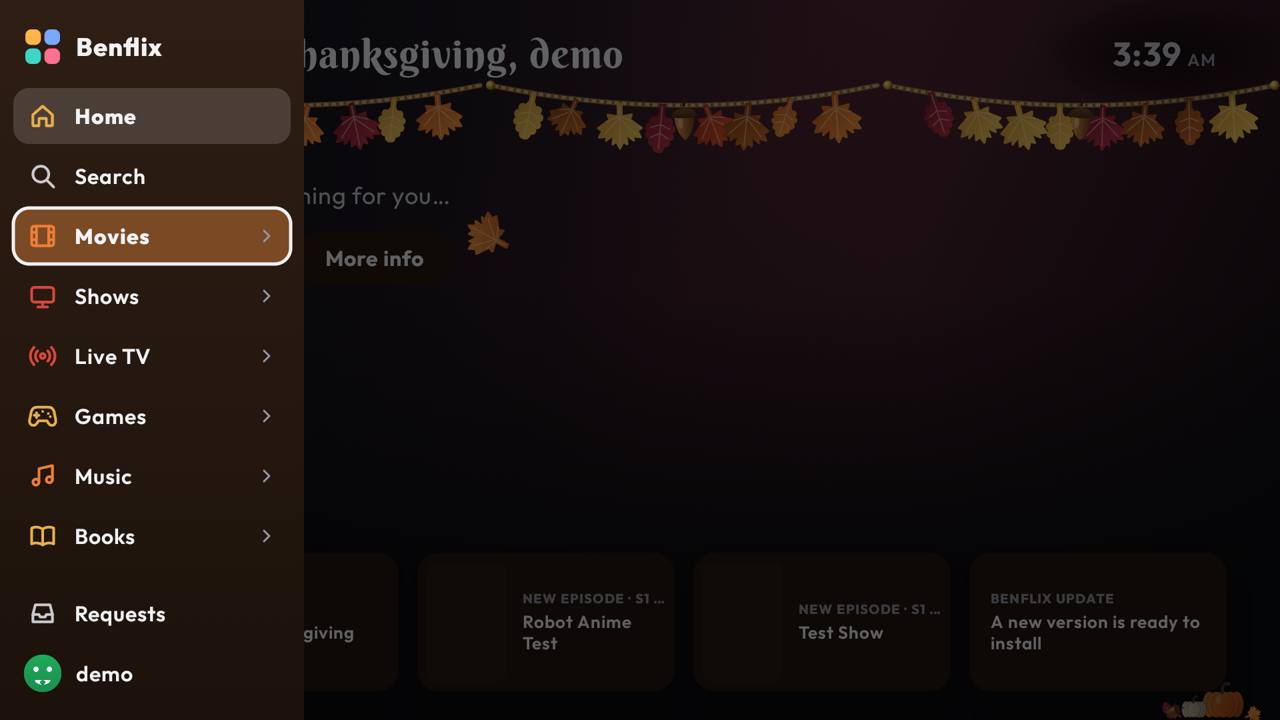 Benflix
Home
Search
Movies
Shows
Live TV
Games
Music
Books
Requests
demo
hanksgiving, demo
3:39 AM
ning for you...
More info
giving
NEW EPISODE · S1 ...
Robot Anime
Test
NEW EPISODE · S1 ...
Test Show
BENFLIX UPDATE
A new version is ready to
install